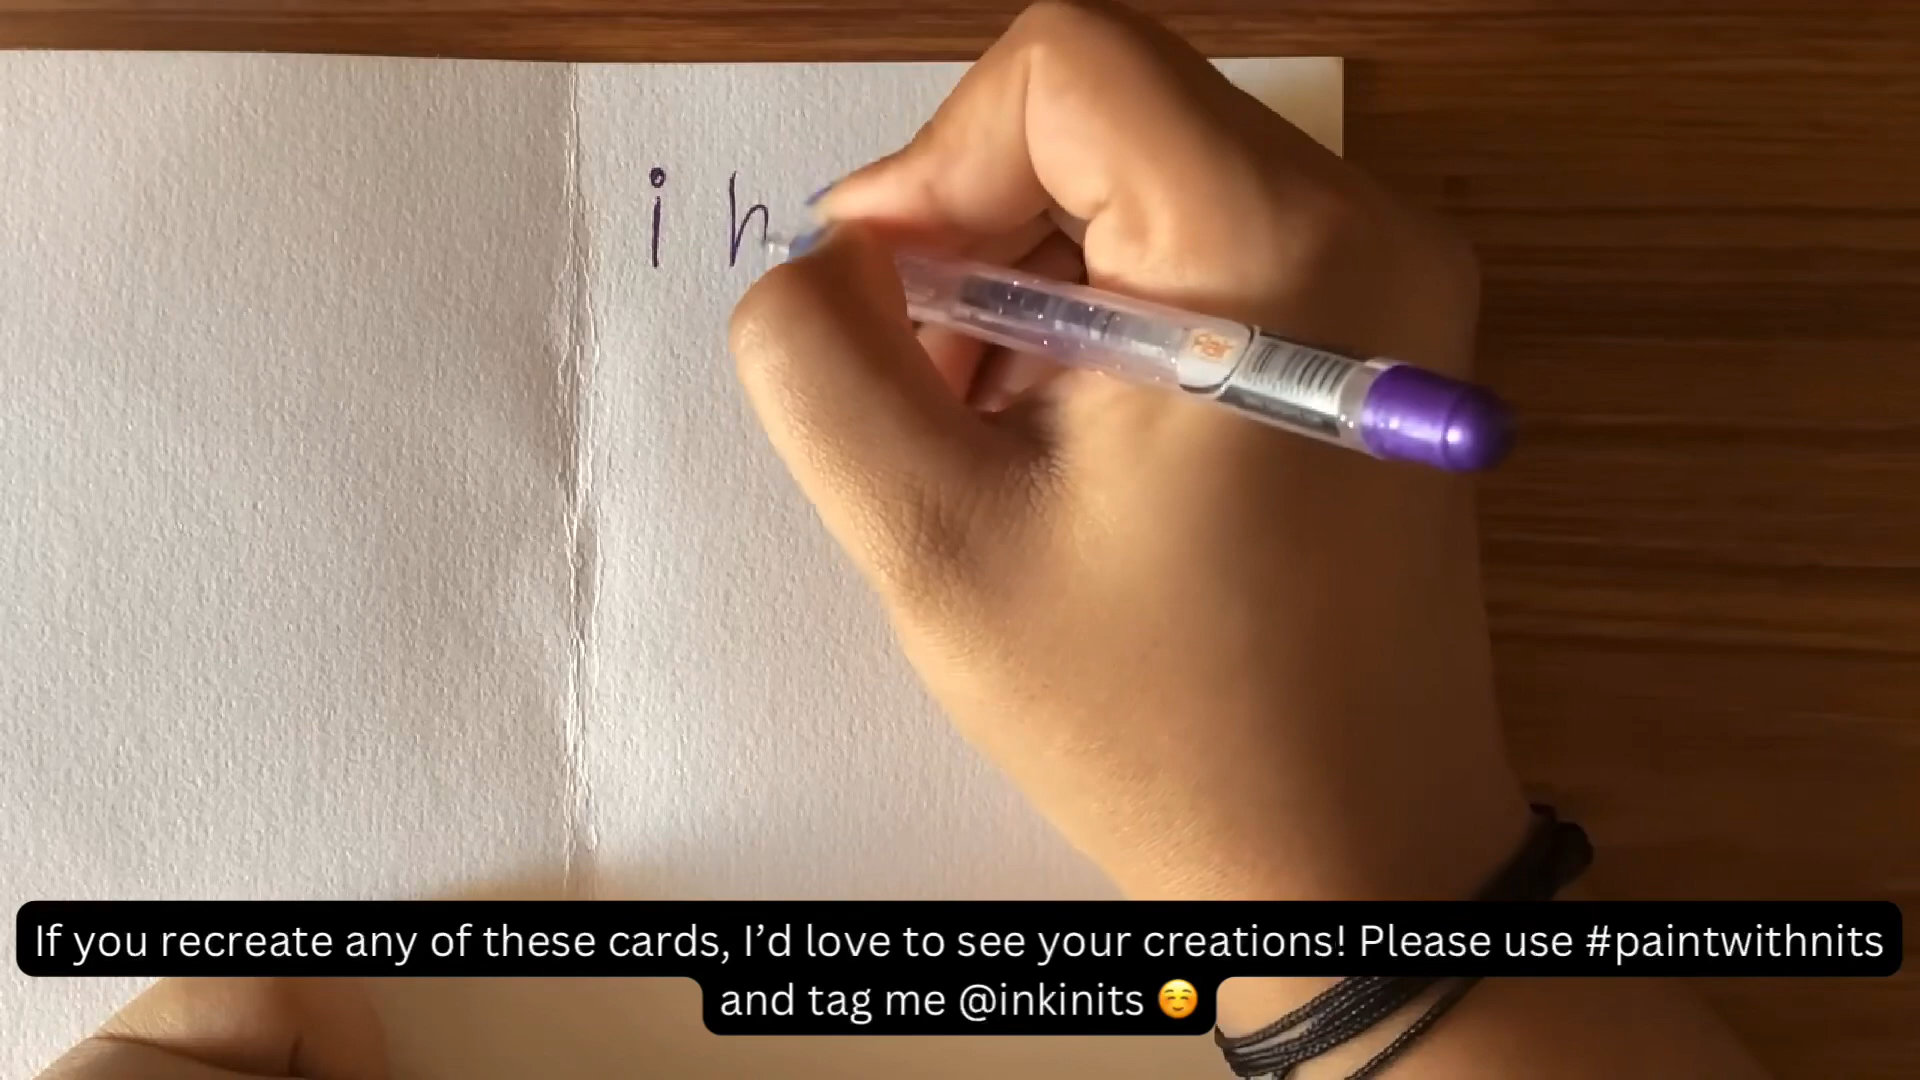 i h
Flair
If you recreate any of these cards, I’d love to see your creations! Please use #paintwithnits
and tag me @inkinits ☺️